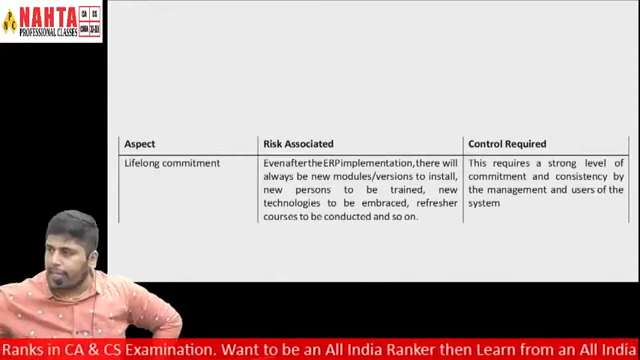 NAHTA
PROFESSIONAL CLASSES
CA CS
Aspect Risk Associated Control Required
Lifelong commitment Even after the ERP implementation, there will This requires a strong level of
always be new modules/versions to install, commitment and consistency by
new persons to be trained, new the management and users of the
technologies to be embraced, refresher system
courses to be conducted and so on.
Ranks in CA & CS Examination. Want to be an All India Ranker then Learn from an All India